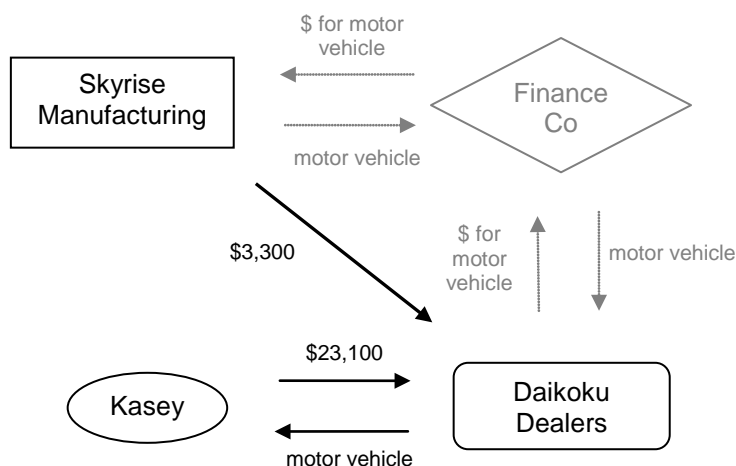 $ for motor
vehicle
Skyrise
Manufacturing
Finance
Co
motor vehicle
$3,300
$ for
motor
vehicle
motor vehicle
$23,100
Kasey
Daikoku
Dealers
motor vehicle